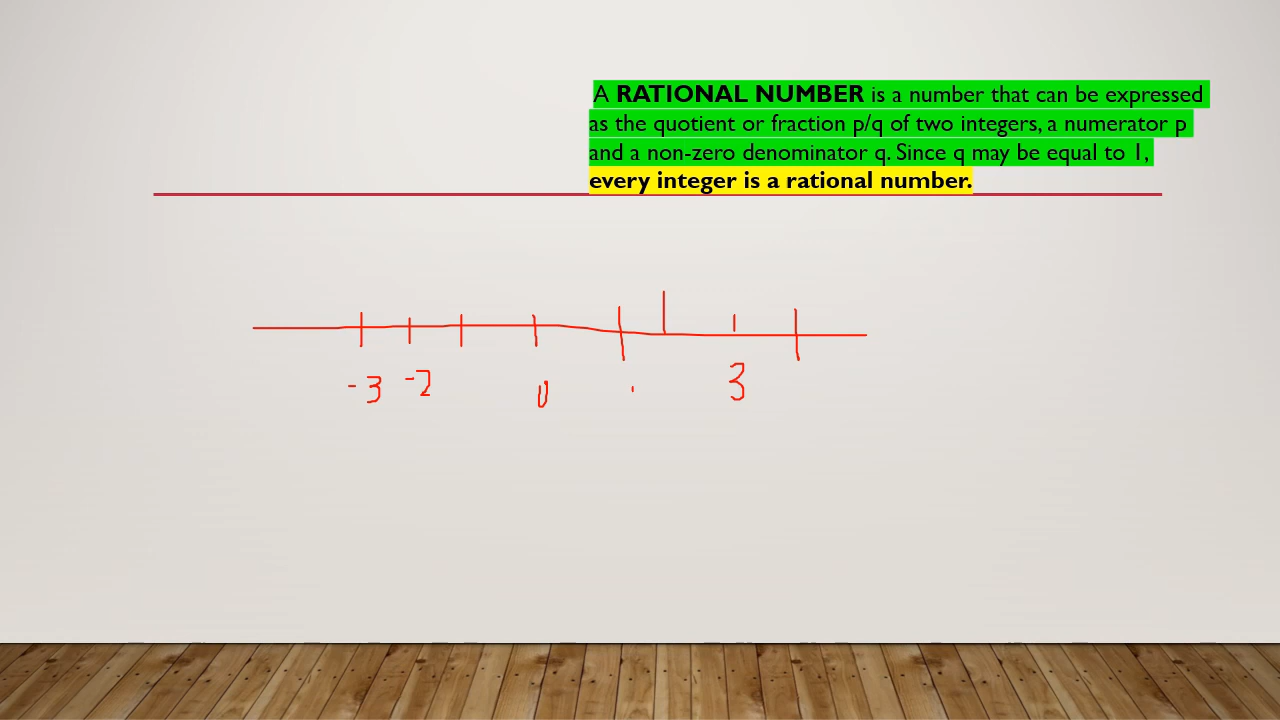 A RATIONAL NUMBER is a number that can be expressed
as the quotient or fraction p/q of two integers, a numerator p
and a non-zero denominator q. Since q may be equal to 1,
every integer is a rational number.
-3 -2 0 3